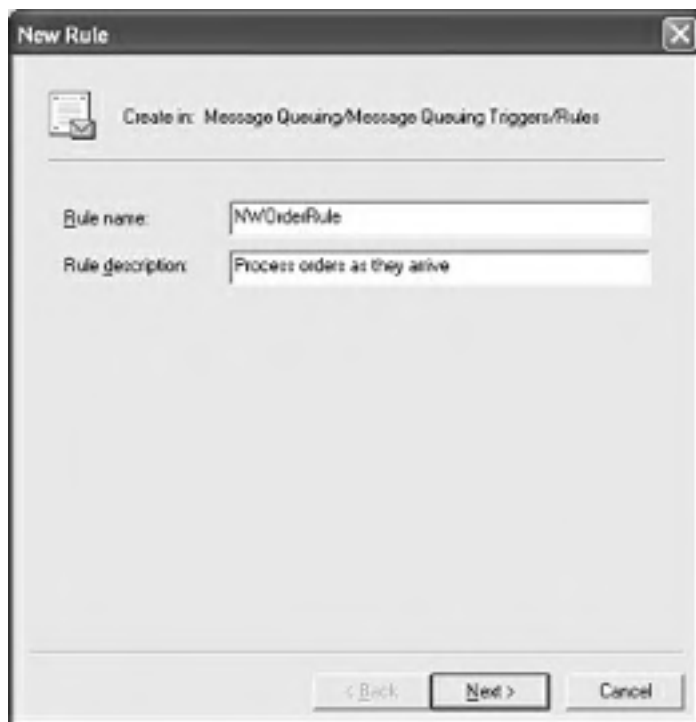 New Rule
Create in: Message Queuing/Message Queuing Triggers/Rules
Rule name: NWOrderRule
Rule description: Process orders as they arrive
< Back Next > Cancel